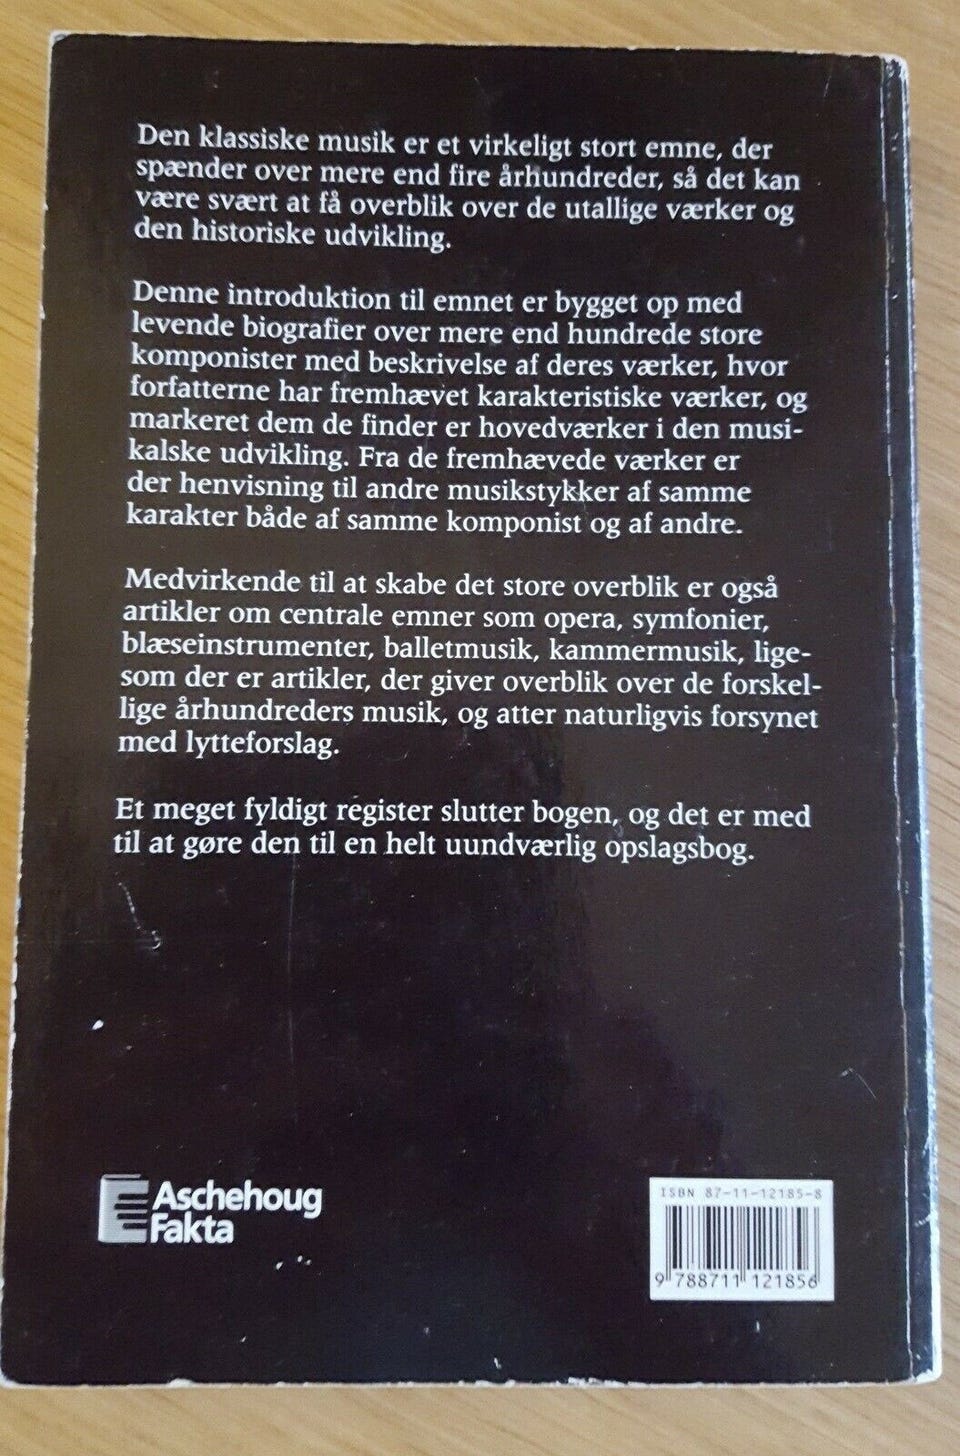 Den klassiske musik er et virkeligt stort emne, der
spænder over mere end fire århundreder, så det kan
være svært at få overblik over de utallige værker og
den historiske udvikling.
Denne introduktion til emnet er bygget op med
levende biografier over mere end hundrede store
komponister med beskrivelse af deres værker, hvor
forfatterne har fremhævet karakteristiske værker, og
markeret dem de finder er hovedværker i den musi-
kalske udvikling. Fra de fremhævede værker er
der henvisning til andre musikstykker af samme
karakter både af samme komponist og af andre.
Medvirkende til at skabe det store overblik er også
artikler om centrale emner som opera, symfonier,
blæseinstrumenter, balletmusik, kammermusik, lige-
som der er artikler, der giver overblik over de forskel-
lige århundreders musik, og atter naturligvis forsynet
med lytteforslag.
Et meget fyldigt register slutter bogen, og det er med
til at gøre den til en helt uundværlig opslagsbog.
Aschehoug
Fakta
ISBN 87-11-12185-8
9 788711 121856